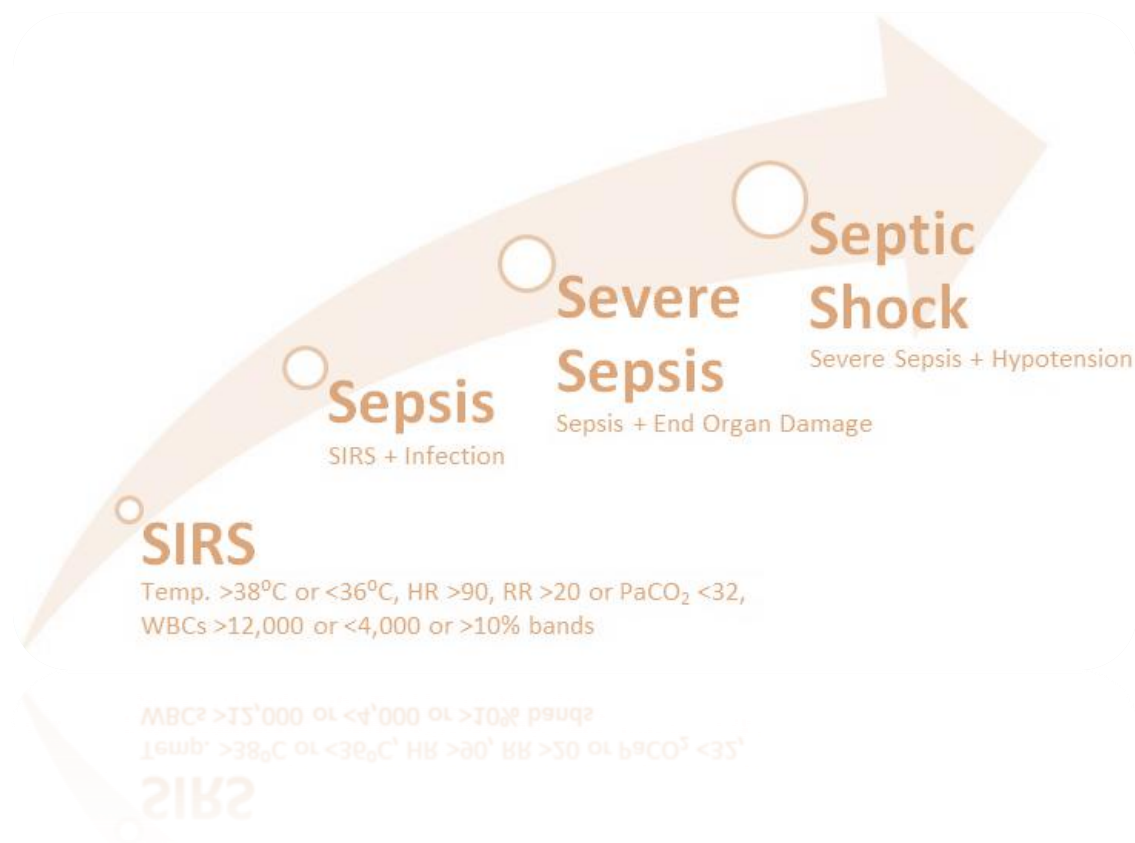 Septic
Shock
Severe Sepsis + Hypotension
Severe
Sepsis
Sepsis + End Organ Damage
Sepsis
SIRS + Infection
SIRS
Temp. >38⁰C or <36⁰C, HR >90, RR >20 or PaCO₂ <32,
WBCs >12,000 or <4,000 or >10% bands